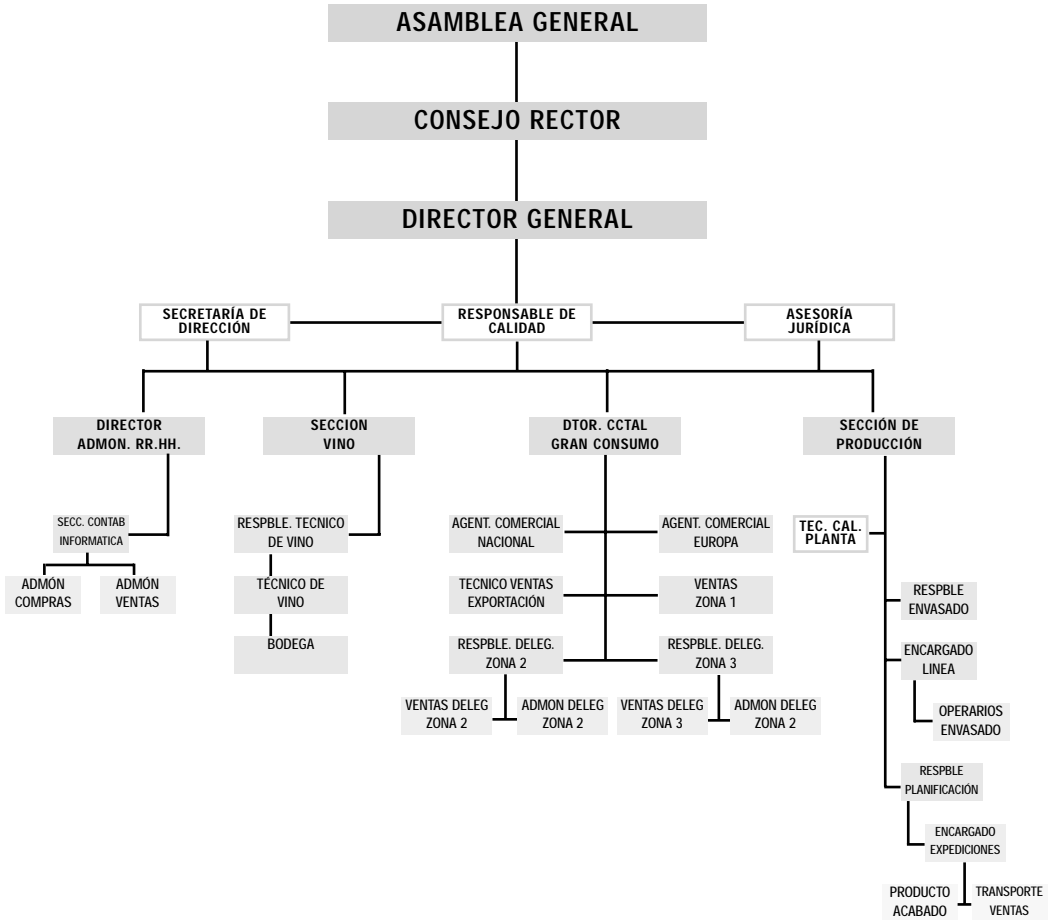 ASAMBLEA GENERAL
CONSEJO RECTOR
DIRECTOR GENERAL
SECRETARÍA DE
DIRECCIÓN
RESPONSABLE DE
CALIDAD
ASESORÍA
JURÍDICA
DIRECTOR
ADMON. RR.HH.
SECCION
VINO
DTOR. CCTAL
GRAN CONSUMO
SECCIÓN DE
PRODUCCIÓN
SECC. CONTAB
INFORMATICA
ADMÓN
COMPRAS
ADMÓN
VENTAS
RESPBLE. TECNICO
DE VINO
TÉCNICO DE
VINO
BODEGA
AGENT. COMERCIAL
NACIONAL
AGENT. COMERCIAL
EUROPA
TECNICO VENTAS
EXPORTACIÓN
VENTAS
ZONA 1
RESPBLE. DELEG.
ZONA 2
RESPBLE. DELEG.
ZONA 3
VENTAS DELEG
ZONA 2
ADMON DELEG
ZONA 2
VENTAS DELEG
ZONA 3
ADMON DELEG
ZONA 2
TEC. CAL.
PLANTA
RESPBLE
ENVASADO
ENCARGADO
LINEA
OPERARIOS
ENVASADO
RESPBLE
PLANIFICACIÓN
ENCARGADO
EXPEDICIONES
PRODUCTO
ACABADO
TRANSPORTE
VENTAS